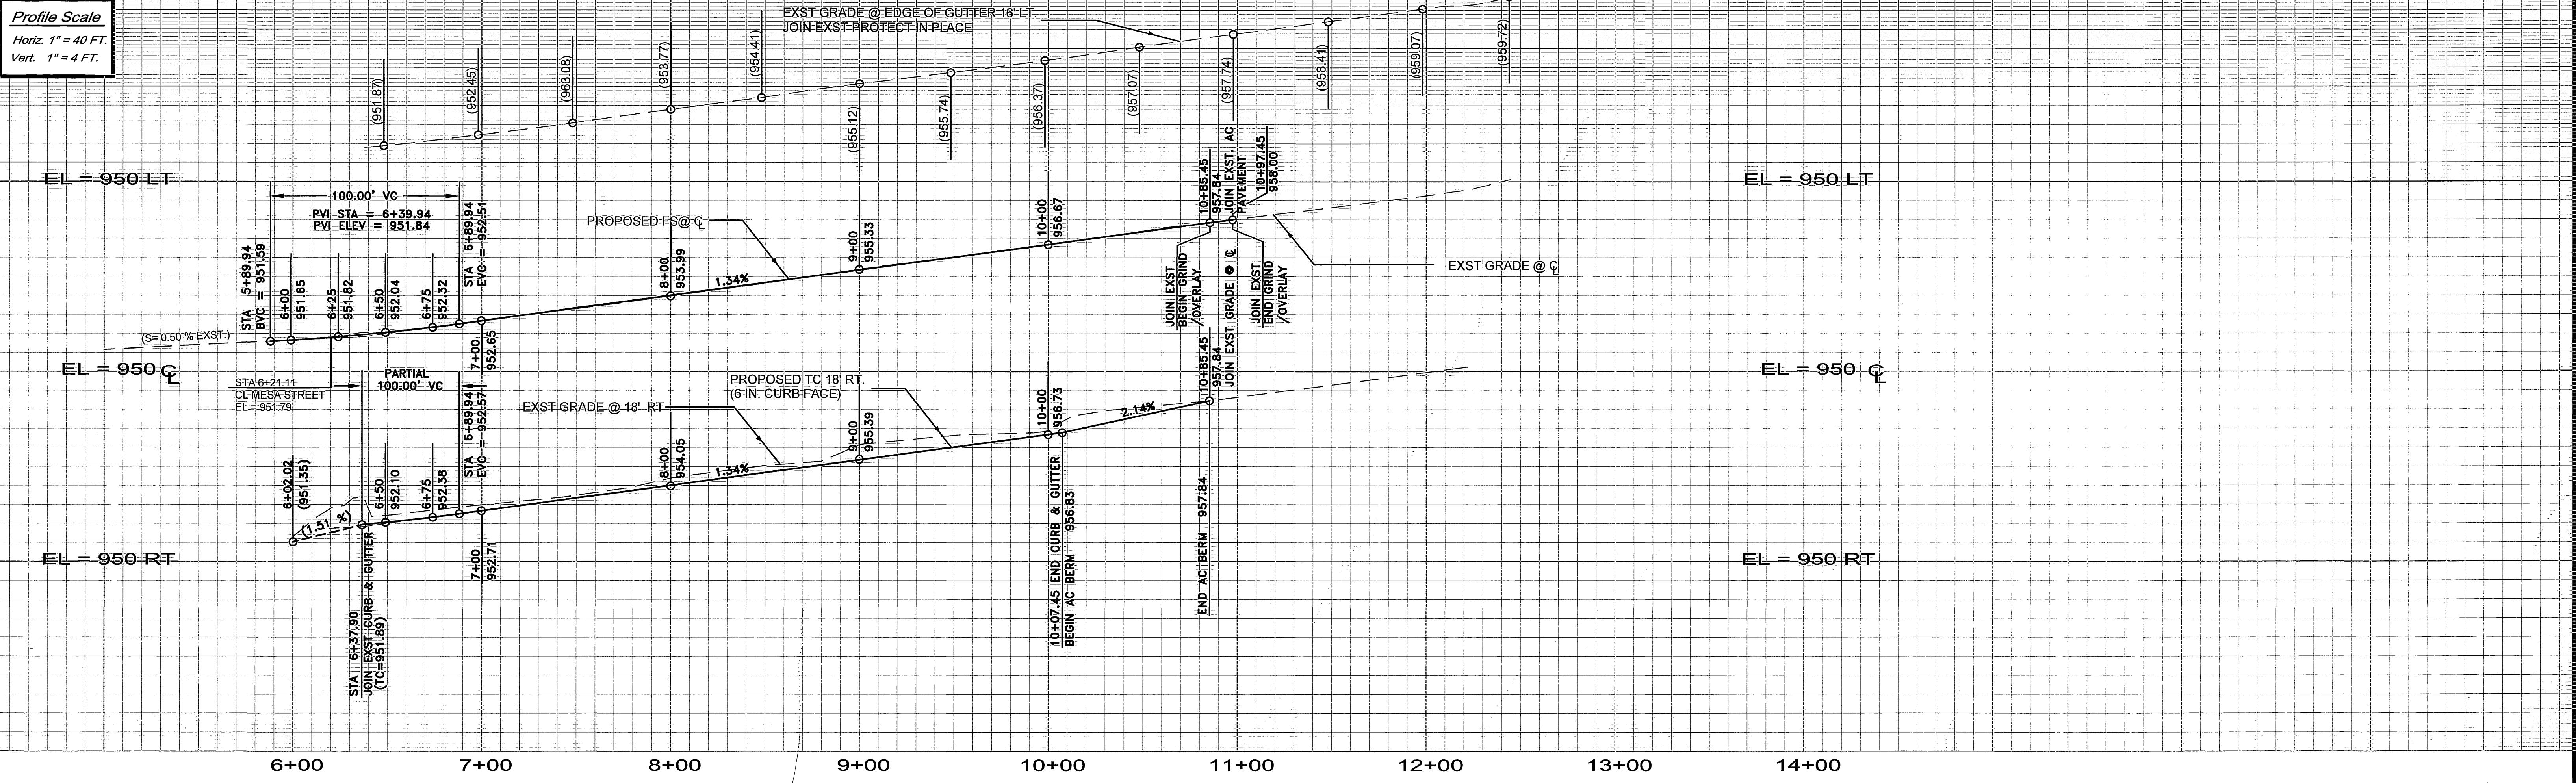 Profile Scale
Horiz. 1" = 40 FT.
Vert. 1" = 4 FT.
EXST GRADE @ EDGE OF GUTTER 16' LT.
JOIN EXST PROTECT IN PLACE
(951.87)
(952.45)
(963.08)
(953.77)
(954.41)
(955.12)
(955.74)
(956.37)
(957.07)
(957.74)
(958.41)
(959.07)
(959.72)
EL = 950 LT
EL = 950 LT
100.00' VC
PVI STA = 6+39.94
PVI ELEV = 951.84
STA 5+89.94
BVC = 951.59
6+00
951.65
6+25
951.82
6+50
952.04
6+75
952.32
STA 6+89.94
EVC = 952.51
7+00
952.65
PROPOSED FS@ ℄
8+00
953.99
1.34%
9+00
955.33
10+00
956.67
10+85.45
957.84
JOIN EXST. AC
PAVEMENT
10+97.45
958.00
JOIN EXST
BEGIN GRIND
/OVERLAY
JOIN EXST GRADE @ ℄
JOIN EXST
END GRIND
/OVERLAY
EXST GRADE @ ℄
(S= 0.50 % EXST.)
EL = 950 ℄
EL = 950 ℄
STA 6+21.11
CL MESA STREET
EL = 951.79
PARTIAL
100.00' VC
6+02.02
(951.35)
(1.51 %)
6+50
952.10
6+75
952.38
STA 6+89.94
EVC = 952.57
7+00
952.71
EXST GRADE @ 18' RT
PROPOSED TC 18' RT.
(6 IN. CURB FACE)
8+00
954.05
1.34%
9+00
955.39
10+00
956.73
2.14%
10+85.45
957.84
EL = 950 RT
EL = 950 RT
STA 6+37.90
JOIN EXST CURB & GUTTER
(TC=951.89)
10+07.45 END CURB & GUTTER
BEGIN AC BERM 956.83
END AC BERM 957.84
6+00
7+00
8+00
9+00
10+00
11+00
12+00
13+00
14+00